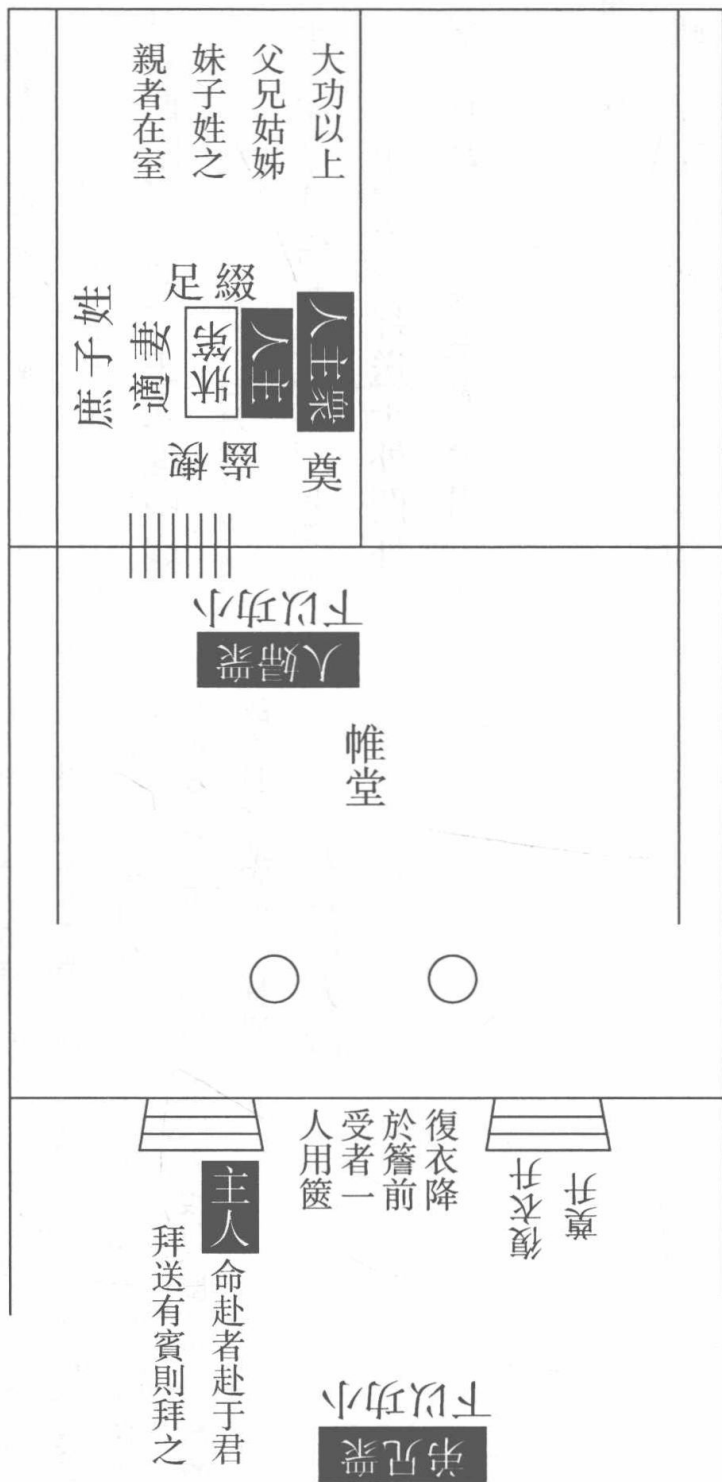 大功以上
父兄姑姊
妹子姓之
親者在室
綴足
衆主人
主人
牀笫
適妻
庶子姓
楔齒
奠
小功以下
衆婦人
帷堂
奠升
復衣升
復衣降
於簷前
受者一
人用篋
主人命赴者赴于君
拜送有賓則拜之
小功以下
衆兄弟